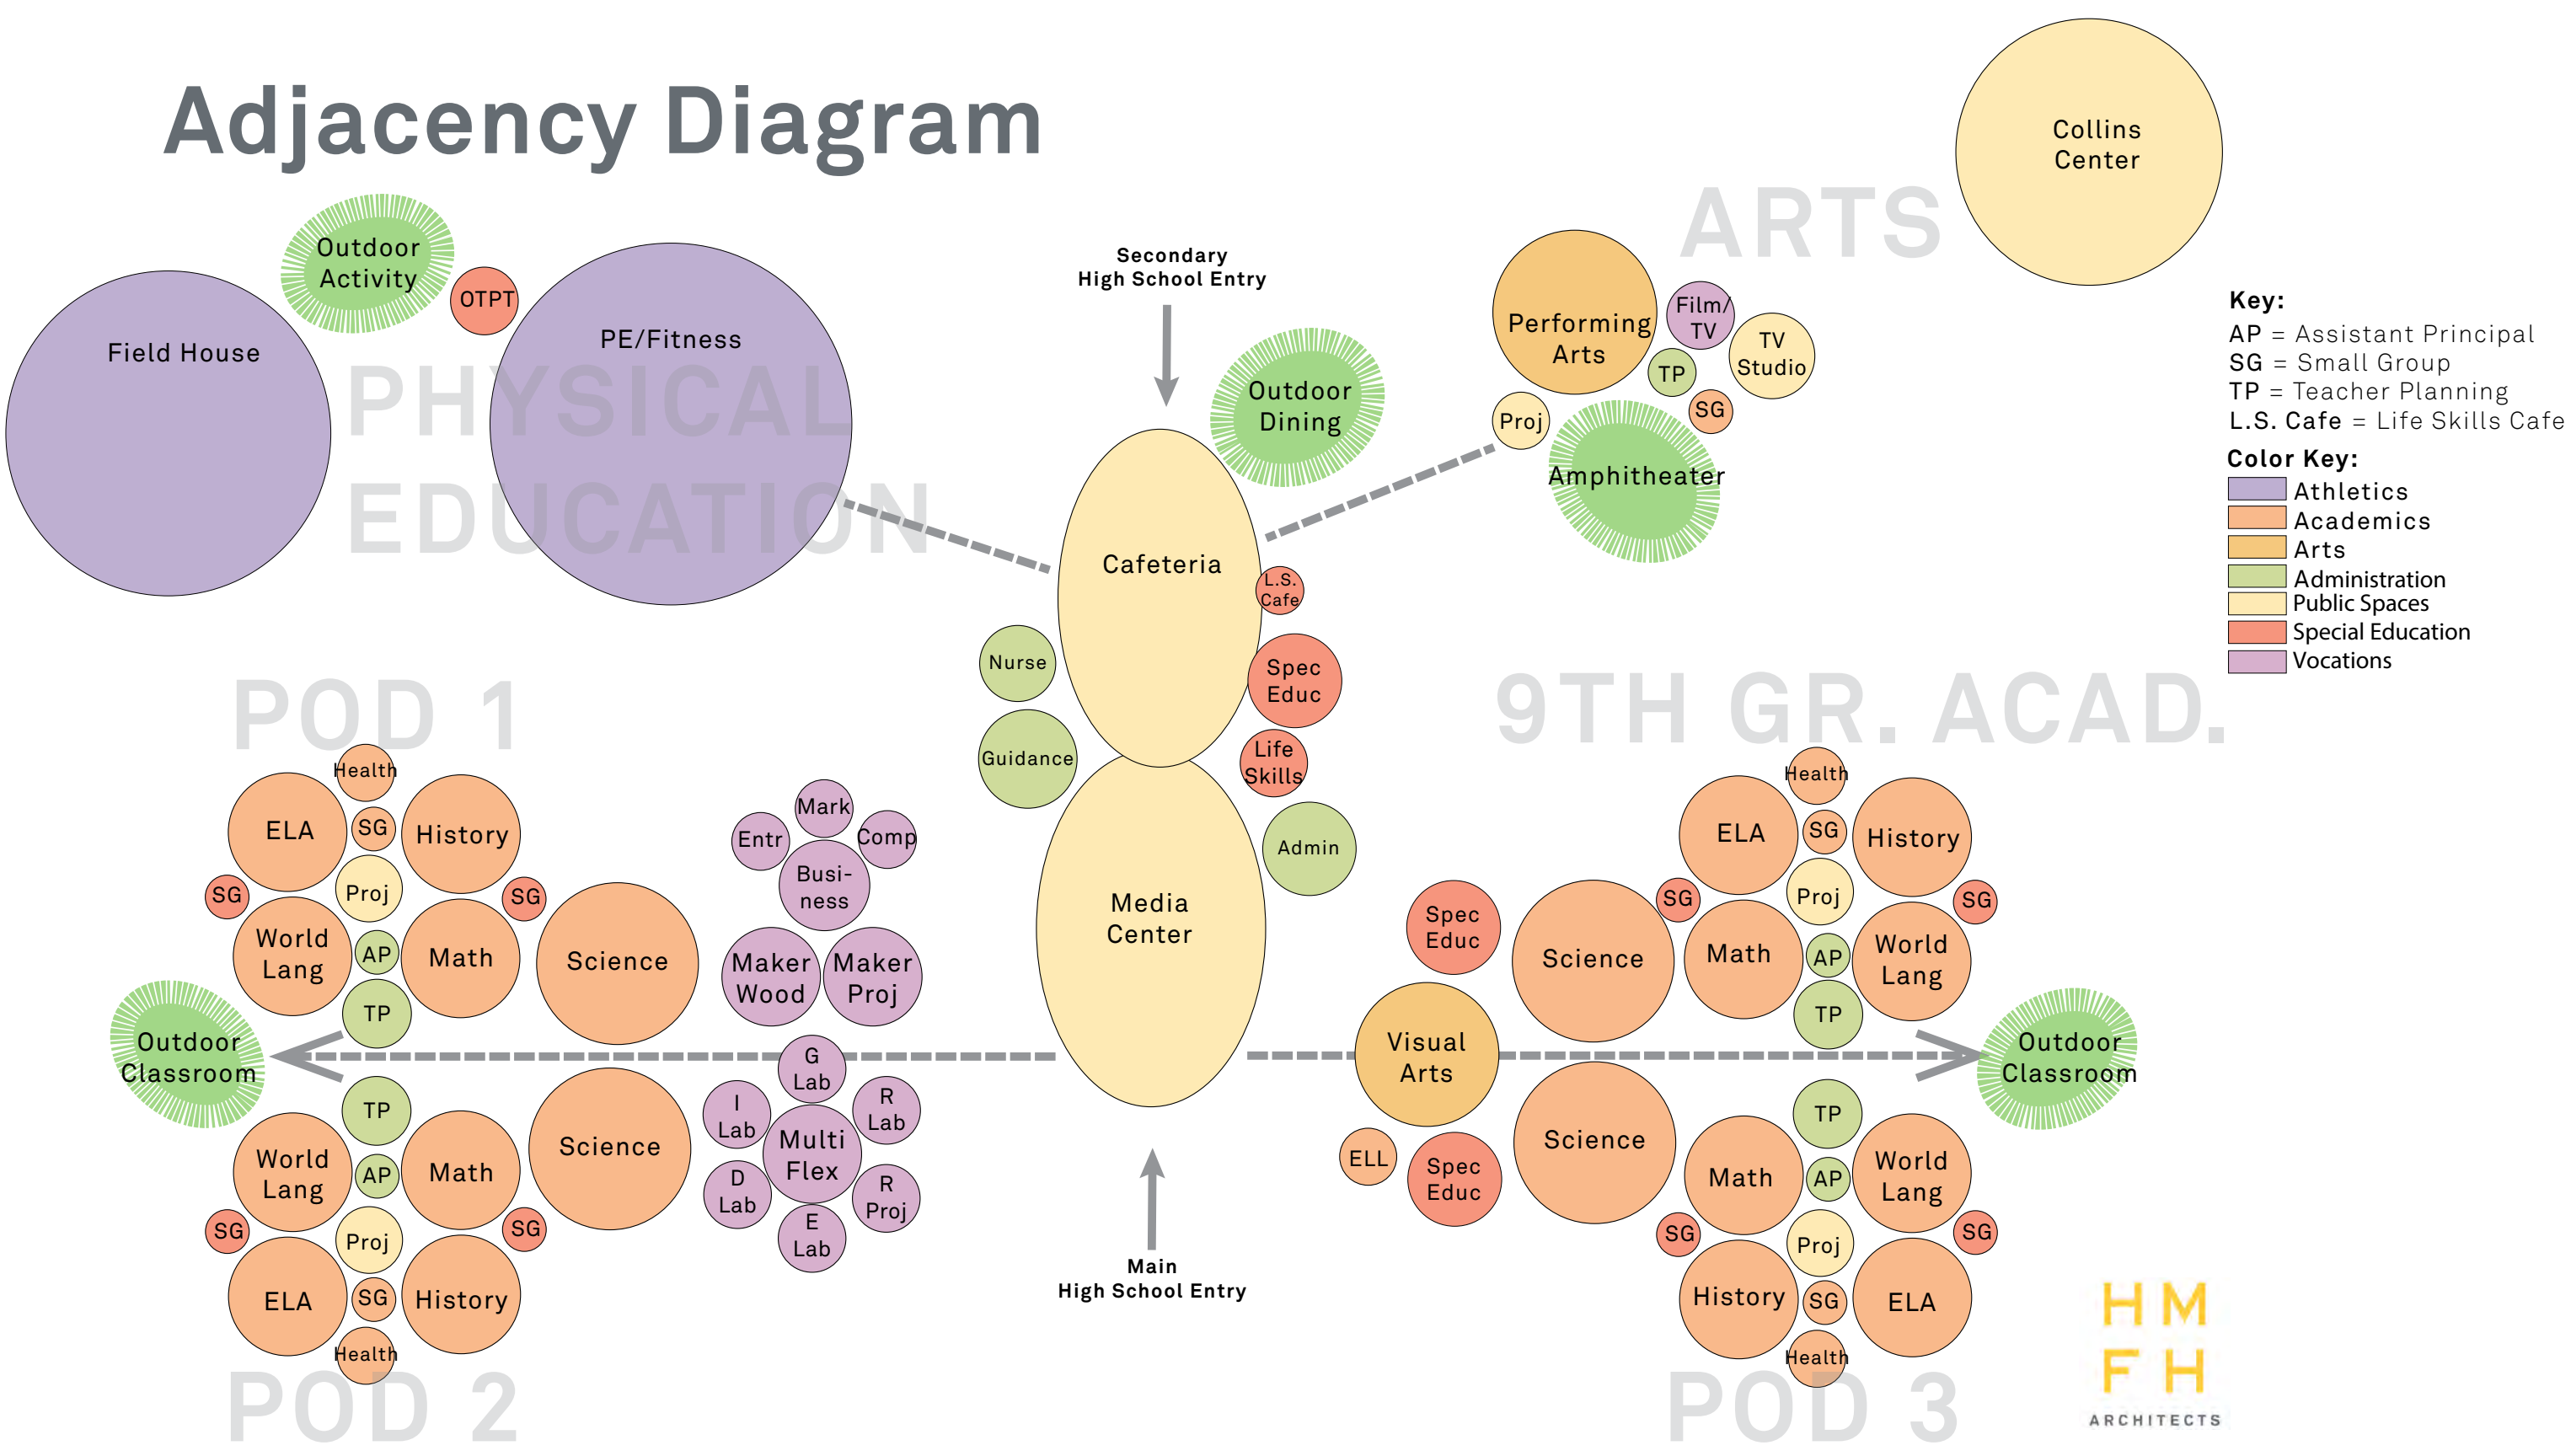 Adjacency Diagram
Collins
Center
ARTS
Outdoor
Activity
OTPT
Field House
PE/Fitness
PHYSICAL
EDUCATION
Secondary
High School Entry
Outdoor
Dining
Performing
Arts
Film/
TV
TV
Studio
TP
SG
Proj
Amphitheater
Key:
AP = Assistant Principal
SG = Small Group
TP = Teacher Planning
L.S. Cafe = Life Skills Cafe
Color Key:
Athletics
Academics
Arts
Administration
Public Spaces
Special Education
Vocations
Cafeteria
L.S.
Cafe
Nurse
Spec
Educ
Guidance
Life
Skills
Admin
Media
Center
Main
High School Entry
POD 1
Health
ELA
SG
History
SG
Proj
SG
World
Lang
AP
Math
Science
TP
Outdoor
Classroom
Mark
Entr
Comp
Busi-
ness
Maker
Wood
Maker
Proj
G
Lab
I
Lab
R
Lab
Multi
Flex
D
Lab
R
Proj
E
Lab
TP
World
Lang
AP
Math
Science
SG
Proj
SG
ELA
SG
History
Health
POD 2
9TH GR. ACAD.
Health
ELA
SG
History
SG
Proj
SG
Spec
Educ
Science
Math
AP
World
Lang
TP
Visual
Arts
Outdoor
Classroom
ELL
Spec
Educ
Science
TP
Math
AP
World
Lang
SG
Proj
SG
History
SG
ELA
Health
POD 3
HM
FH
ARCHITECTS